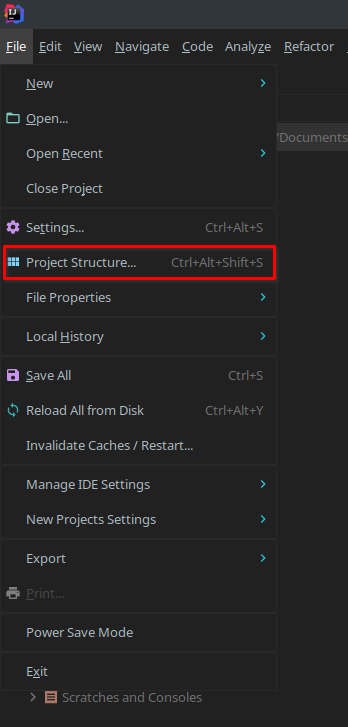 IJ
File Edit View Navigate Code Analyze Refactor
New
/Documents
Open...
Open Recent
Close Project
Settings... Ctrl+Alt+S
Project Structure... Ctrl+Alt+Shift+S
File Properties
Local History
Save All Ctrl+S
Reload All from Disk Ctrl+Alt+Y
Invalidate Caches / Restart...
Manage IDE Settings
New Projects Settings
Export
Print...
Power Save Mode
Exit
Scratches and Consoles